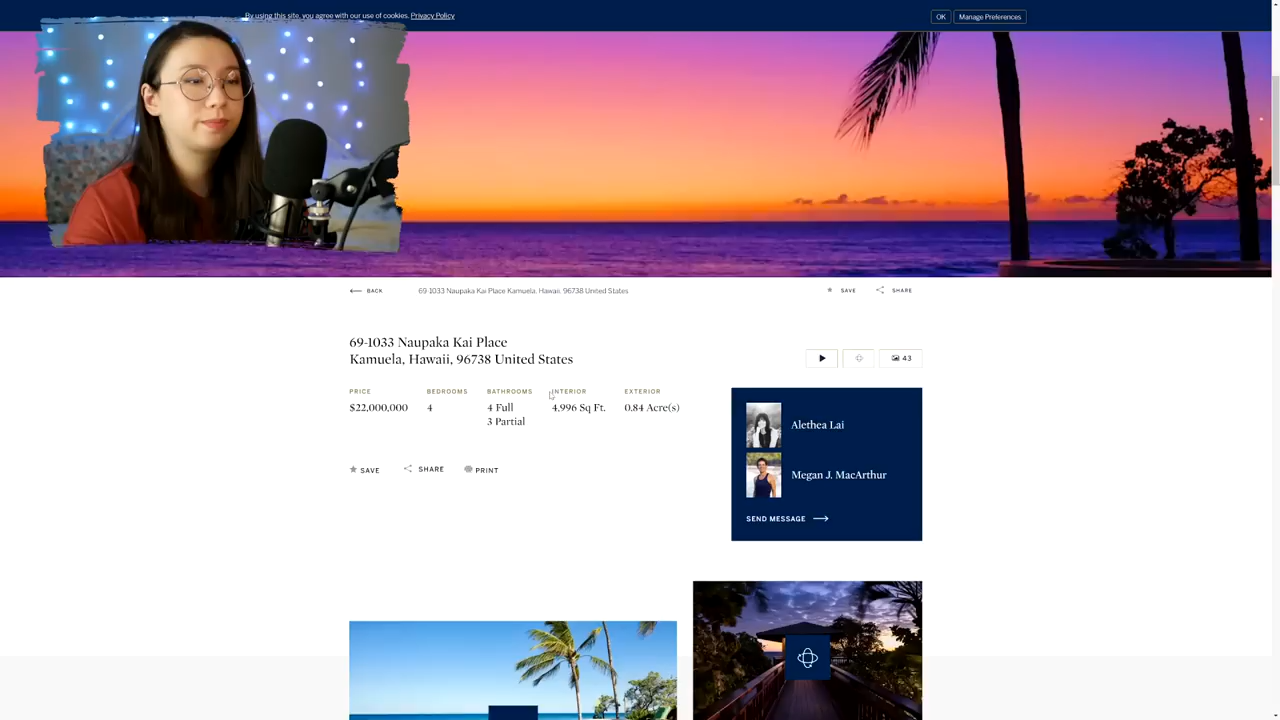 By using this site, you agree with our use of cookies. Privacy Policy
OK
Manage Preferences
BACK
69-1033 Naupaka Kai Place Kamuela, Hawaii, 96738 United States
SAVE
SHARE
69-1033 Naupaka Kai Place
Kamuela, Hawaii, 96738 United States
43
PRICE BEDROOMS BATHROOMS INTERIOR EXTERIOR
$22,000,000 4 4 Full 4,996 Sq Ft. 0.84 Acre(s)
3 Partial
Alethea Lai
SAVE SHARE PRINT
Megan J. MacArthur
SEND MESSAGE